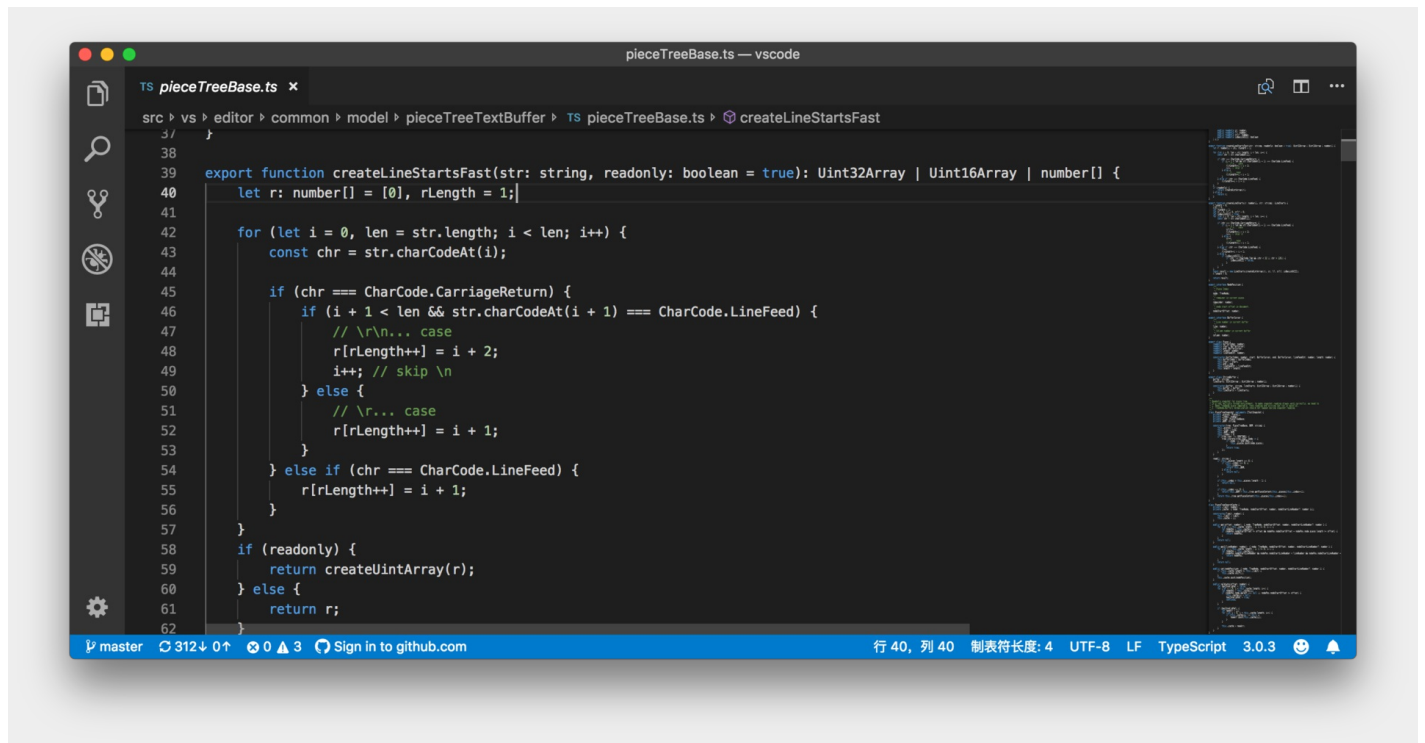 pieceTreeBase.ts — vscode
TS pieceTreeBase.ts ×
src ▹ vs ▹ editor ▹ common ▹ model ▹ pieceTreeTextBuffer ▹ TS pieceTreeBase.ts ▹ createLineStartsFast
37 }
38
39 export function createLineStartsFast(str: string, readonly: boolean = true): Uint32Array | Uint16Array | number[] {
40     let r: number[] = [0], rLength = 1;
41
42     for (let i = 0, len = str.length; i < len; i++) {
43         const chr = str.charCodeAt(i);
44
45         if (chr === CharCode.CarriageReturn) {
46             if (i + 1 < len && str.charCodeAt(i + 1) === CharCode.LineFeed) {
47                 // \r\n... case
48                 r[rLength++] = i + 2;
49                 i++; // skip \n
50             } else {
51                 // \r... case
52                 r[rLength++] = i + 1;
53             }
54         } else if (chr === CharCode.LineFeed) {
55             r[rLength++] = i + 1;
56         }
57     }
58     if (readonly) {
59         return createUintArray(r);
60     } else {
61         return r;
62     }
master 312↓ 0↑ 0 3 Sign in to github.com 行 40，列 40 制表符长度: 4 UTF-8 LF TypeScript 3.0.3